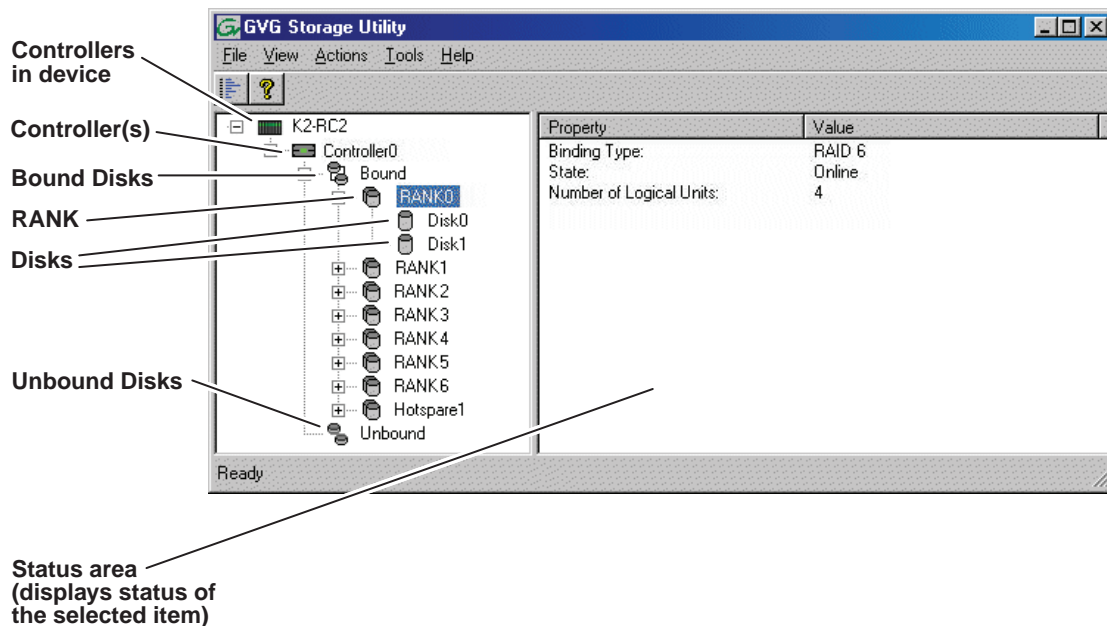 GVG Storage Utility
File View Actions Tools Help
Controllers
in device
Controller(s)
Bound Disks
RANK
Disks
Unbound Disks
K2-RC2
Controller0
Bound
RANK0
Disk0
Disk1
RANK1
RANK2
RANK3
RANK4
RANK5
RANK6
Hotspare1
Unbound
Property Value
Binding Type: RAID 6
State: Online
Number of Logical Units: 4
Ready
Status area
(displays status of
the selected item)